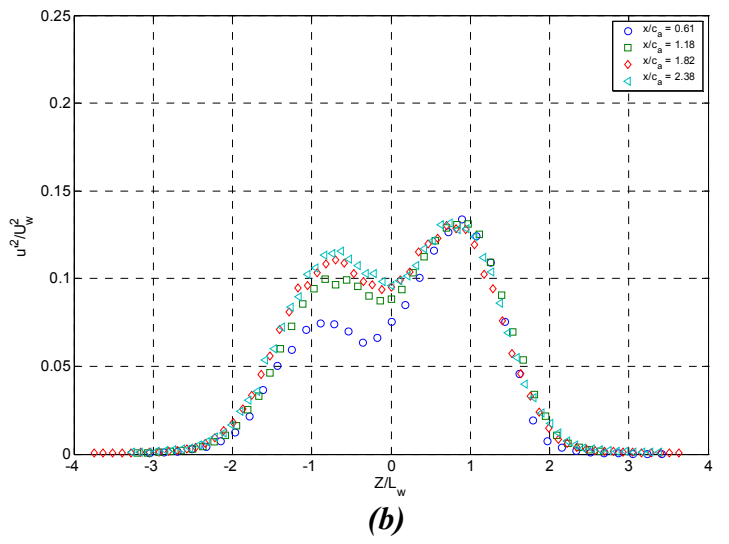 0.25
0.2
0.15
0.1
0.05
0
u'²/U²w
-4 -3 -2 -1 0 1 2 3 4
Z/Lw
x/ca = 0.61
x/ca = 1.18
x/ca = 1.82
x/ca = 2.38
(b)